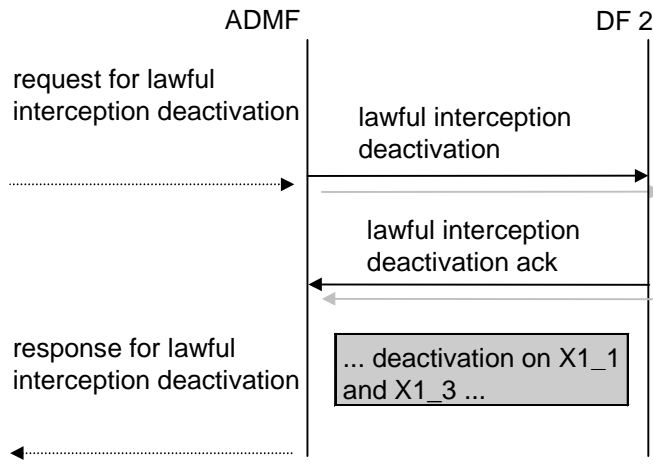 ADMF
DF 2
request for lawful
interception deactivation
lawful interception
deactivation
lawful interception
deactivation ack
response for lawful
interception deactivation
... deactivation on X1_1
and X1_3 ...